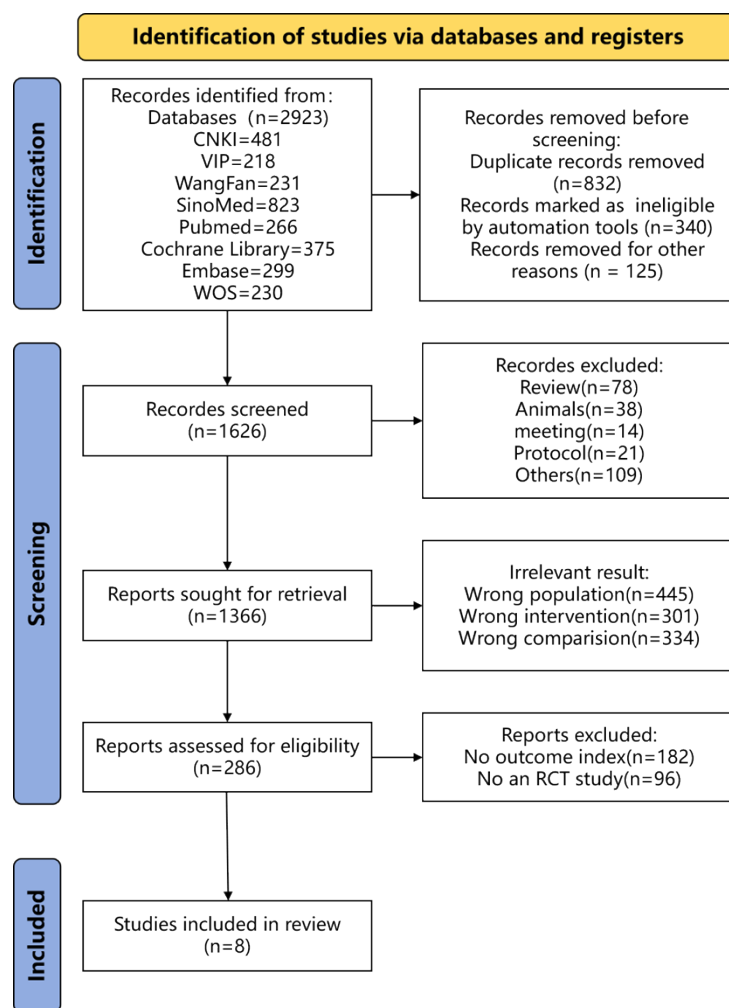 Identification of studies via databases and registers
Identification
Recordes identified from:
Databases (n=2923)
CNKI=481
VIP=218
WangFan=231
SinoMed=823
Pubmed=266
Cochrane Library=375
Embase=299
WOS=230
Recordes removed before
screening:
Duplicate records removed
(n=832)
Records marked as ineligible
by automation tools (n=340)
Records removed for other
reasons (n = 125)
Screening
Recordes screened
(n=1626)
Recordes excluded:
Review(n=78)
Animals(n=38)
meeting(n=14)
Protocol(n=21)
Others(n=109)
Reports sought for retrieval
(n=1366)
Irrelevant result:
Wrong population(n=445)
Wrong intervention(n=301)
Wrong comparision(n=334)
Reports assessed for eligibility
(n=286)
Reports excluded:
No outcome index(n=182)
No an RCT study(n=96)
Included
Studies included in review
(n=8)